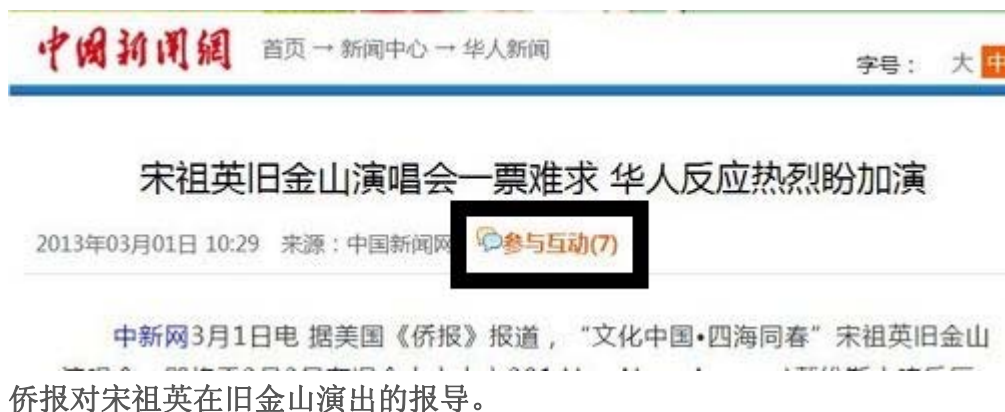 中国新闻網 首页 → 新闻中心 → 华人新闻
字号： 大 中
宋祖英旧金山演唱会一票难求 华人反应热烈盼加演
2013年03月01日 10:29 来源：中国新闻网 参与互动(7)
中新网3月1日电 据美国《侨报》报道，“文化中国•四海同春”宋祖英旧金山
侨报对宋祖英在旧金山演出的报导。